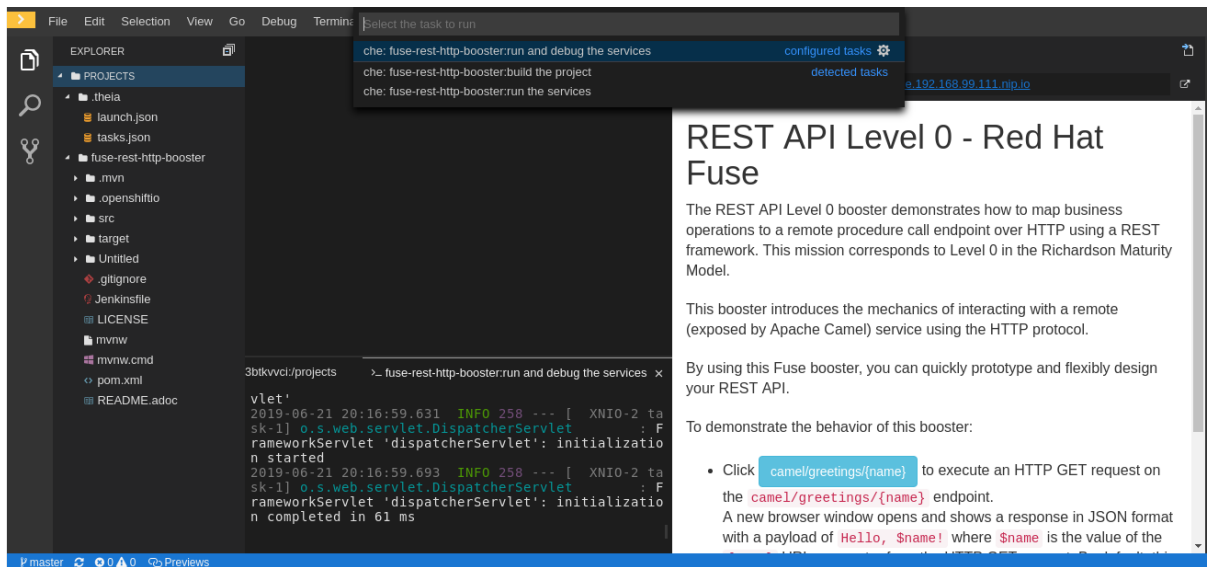 File Edit Selection View Go Debug Termina
Select the task to run
che: fuse-rest-http-booster:run and debug the services configured tasks
che: fuse-rest-http-booster:build the project detected tasks
che: fuse-rest-http-booster:run the services
EXPLORER
PROJECTS
.theia
launch.json
tasks.json
fuse-rest-http-booster
.mvn
.openshiftio
src
target
Untitled
.gitignore
Jenkinsfile
LICENSE
mvnw
mvnw.cmd
pom.xml
README.adoc
3btkvvci:/projects
>_ fuse-rest-http-booster:run and debug the services ×
vlet'
2019-06-21 20:16:59.631 INFO 258 --- [ XNIO-2 ta
sk-1] o.s.web.servlet.DispatcherServlet : F
rameworkServlet 'dispatcherServlet': initializatio
n started
2019-06-21 20:16:59.693 INFO 258 --- [ XNIO-2 ta
sk-1] o.s.web.servlet.DispatcherServlet : F
rameworkServlet 'dispatcherServlet': initializatio
n completed in 61 ms
e.192.168.99.111.nip.io
REST API Level 0 - Red Hat
Fuse
The REST API Level 0 booster demonstrates how to map business
operations to a remote procedure call endpoint over HTTP using a REST
framework. This mission corresponds to Level 0 in the Richardson Maturity
Model.
This booster introduces the mechanics of interacting with a remote
(exposed by Apache Camel) service using the HTTP protocol.
By using this Fuse booster, you can quickly prototype and flexibly design
your REST API.
To demonstrate the behavior of this booster:
• Click camel/greetings/{name} to execute an HTTP GET request on
the camel/greetings/{name} endpoint.
A new browser window opens and shows a response in JSON format
with a payload of Hello, $name! where $name is the value of the
master 0 0 Previews